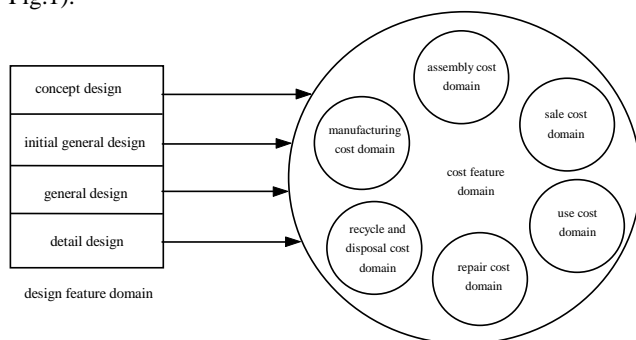 Fig.1).
concept design
initial general design
general design
detail design
design feature domain
assembly cost
domain
sale cost
domain
manufacturing
cost domain
cost feature
domain
use cost
domain
recycle and
disposal cost
domain
repair cost
domain